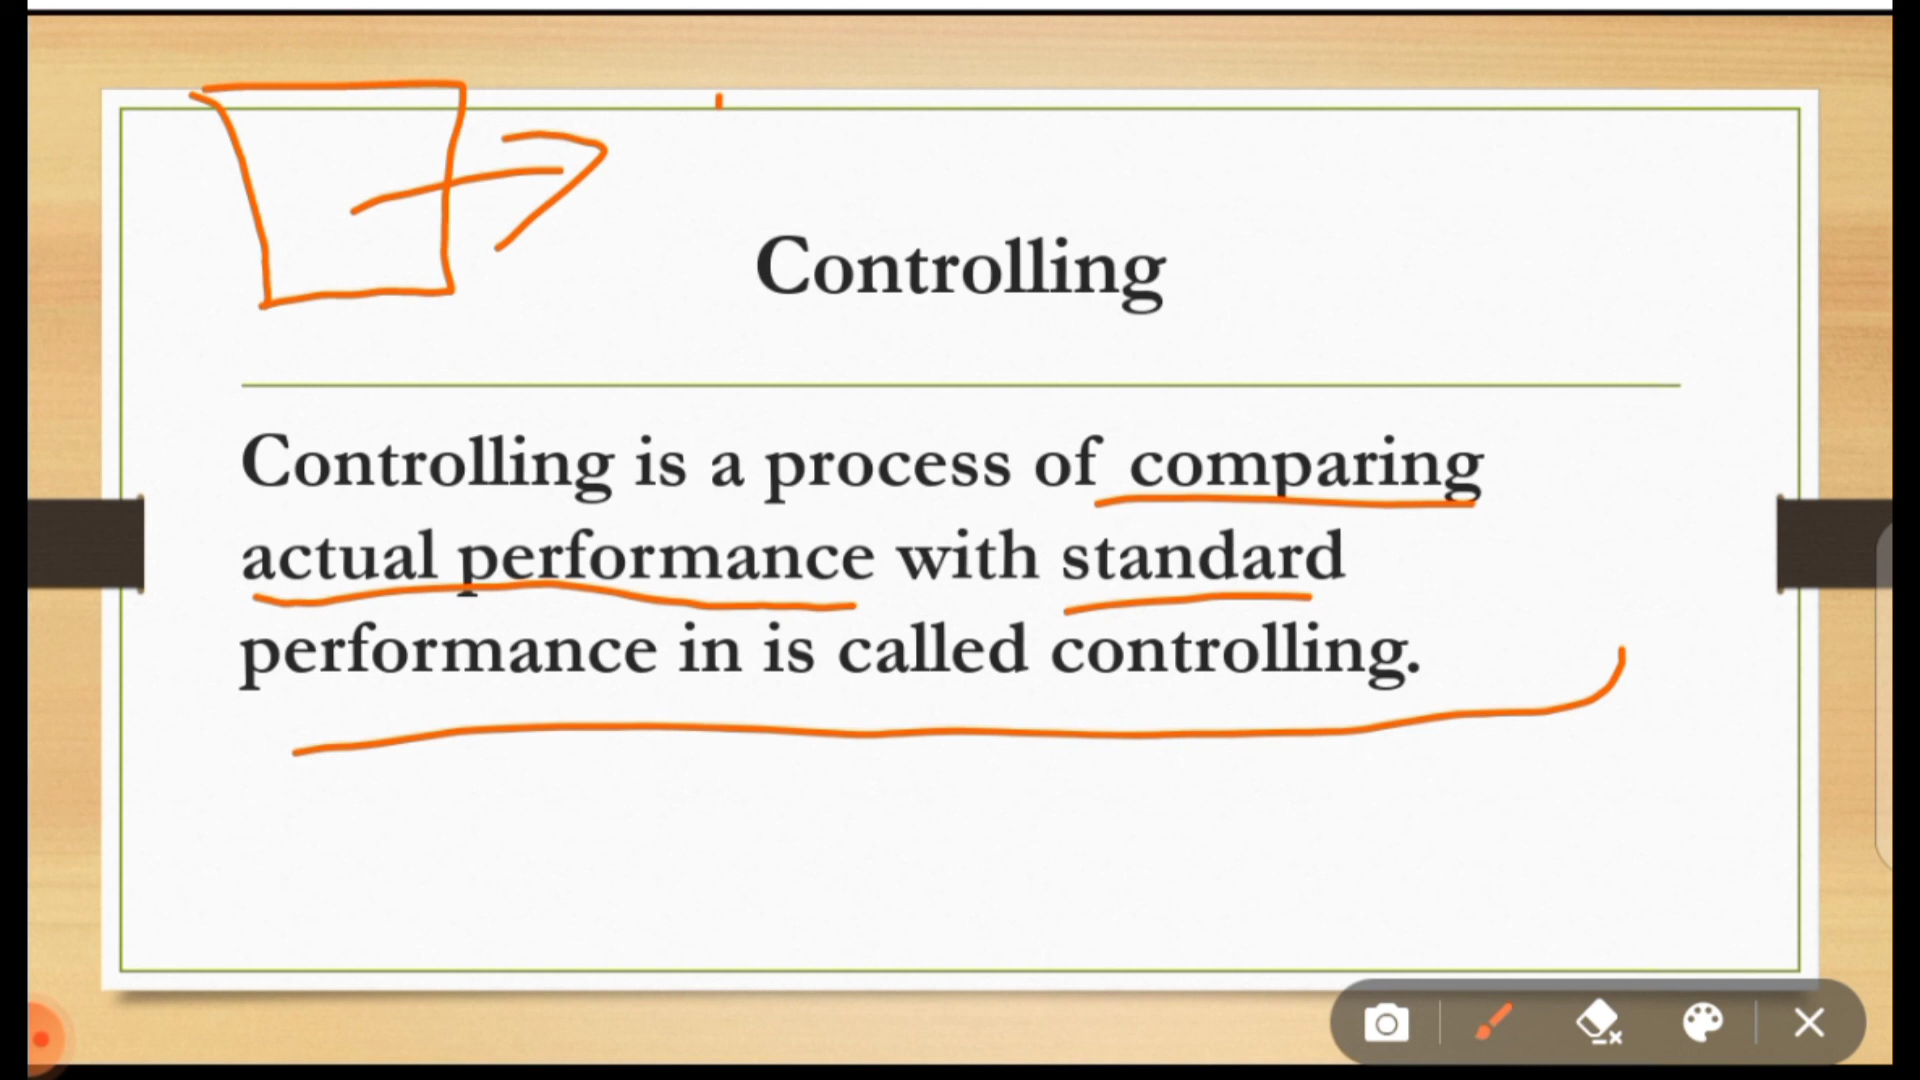 Controlling
Controlling is a process of comparing
actual performance with standard
performance in is called controlling.